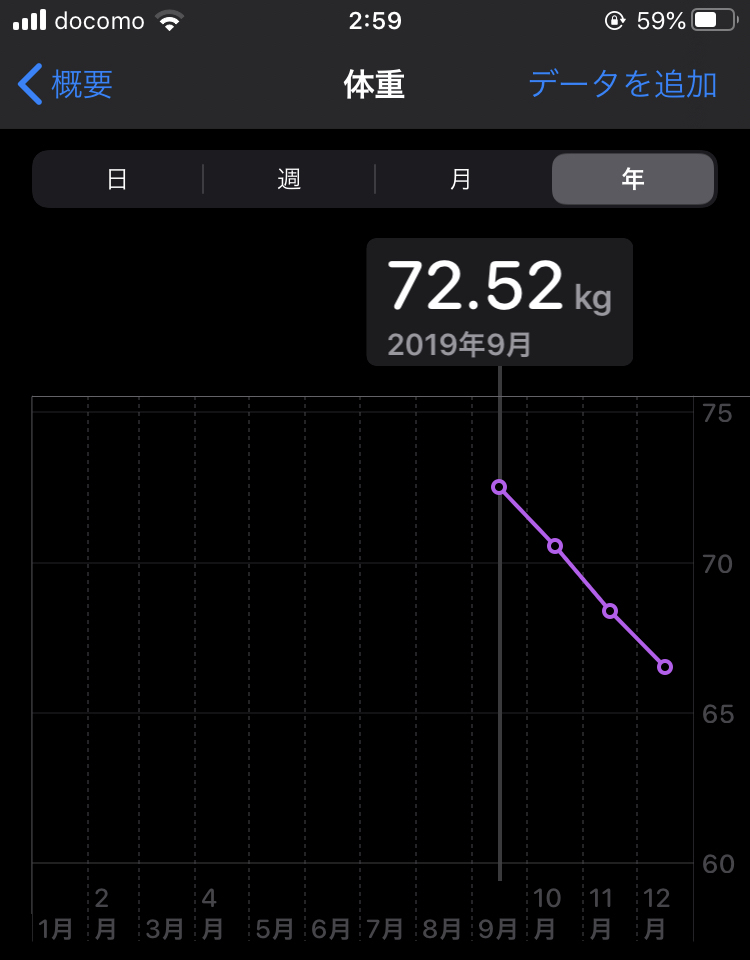 docomo 2:59 59%
概要 体重 データを追加
日 週 月 年
72.52 kg
2019年9月
75
70
65
60
1月 2月 3月 4月 5月 6月 7月 8月 9月 10月 11月 12月